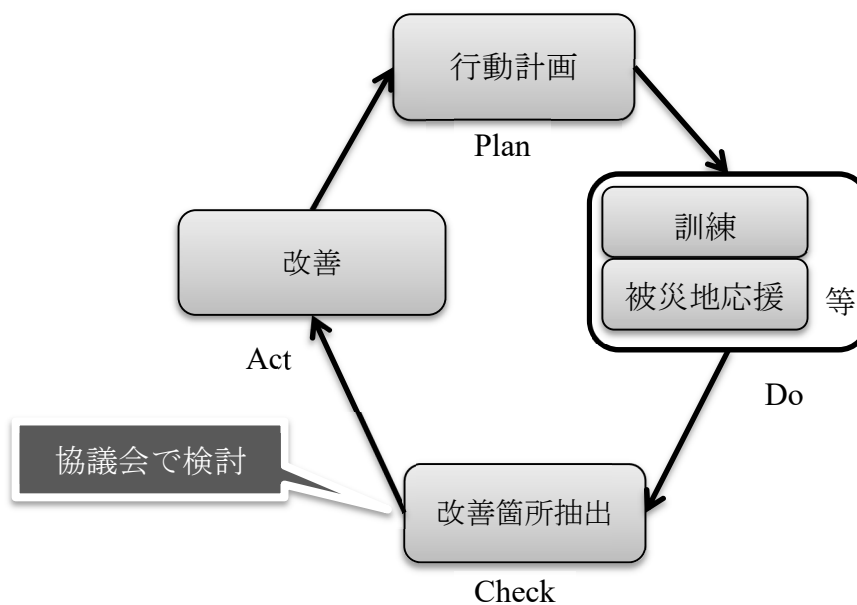 行動計画
Plan
訓練
被災地応援
等
Do
改善
Act
協議会で検討
改善箇所抽出
Check